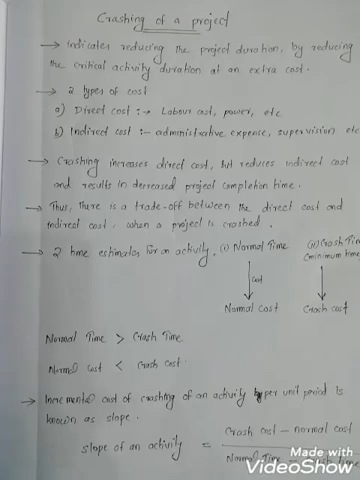 Crashing of a project
→ Indicates reducing the project duration, by reducing
the critical activity duration at an extra cost.
→ 2 types of cost
a) Direct cost :→ Labour cost, power, etc
b) Indirect cost :- administrative expense, supervision etc
→ Crashing increases direct cost, but reduces indirect cost
and results in decreased project completion time.
→ Thus, there is a trade-off between the direct cost and
indirect cost, when a project is crashed.
→ 2 time estimates for an activity. (i) Normal Time (ii) Crash Time
(minimum time
cost
Normal Cost Crash cost
Normal Time > Crash Time
Normal Cost < Crash Cost.
→ Incremental cost of crashing of an activity per unit period is
known as slope.
slope of an activity = Crash cost - normal cost
Normal Time - Crash time
Made with
VideoShow